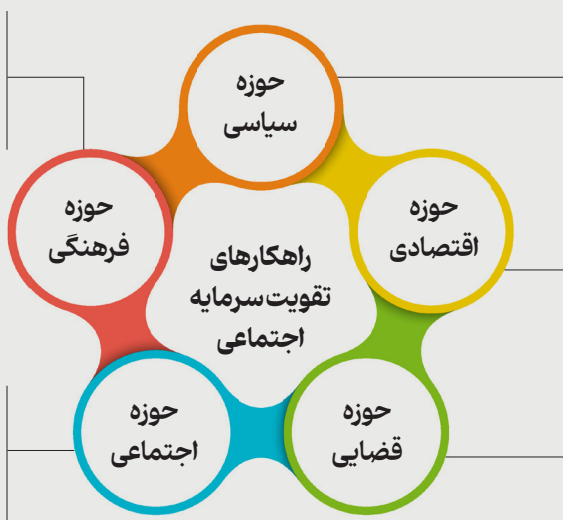 حوزه
سیاسی
حوزه
اقتصادی
حوزه
فرهنگی
راهکارهای
تقویت سرمایه
اجتماعی
حوزه
قضایی
حوزه
اجتماعی